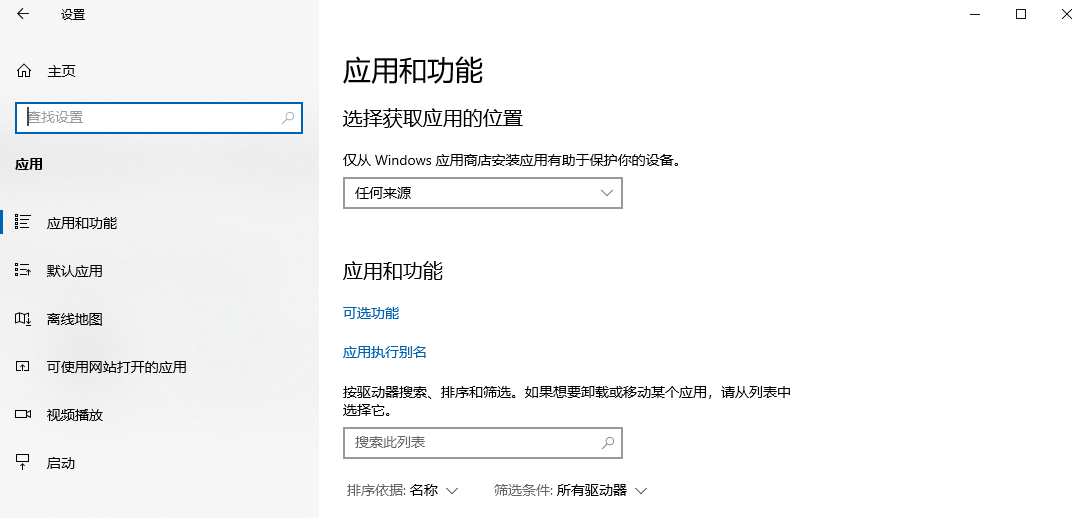 设置
主页
查找设置
应用
应用和功能
默认应用
离线地图
可使用网站打开的应用
视频播放
启动
应用和功能
选择获取应用的位置
仅从 Windows 应用商店安装应用有助于保护你的设备。
任何来源
应用和功能
可选功能
应用执行别名
按驱动器搜索、排序和筛选。如果想要卸载或移动某个应用，请从列表中
选择它。
搜索此列表
排序依据: 名称 筛选条件: 所有驱动器